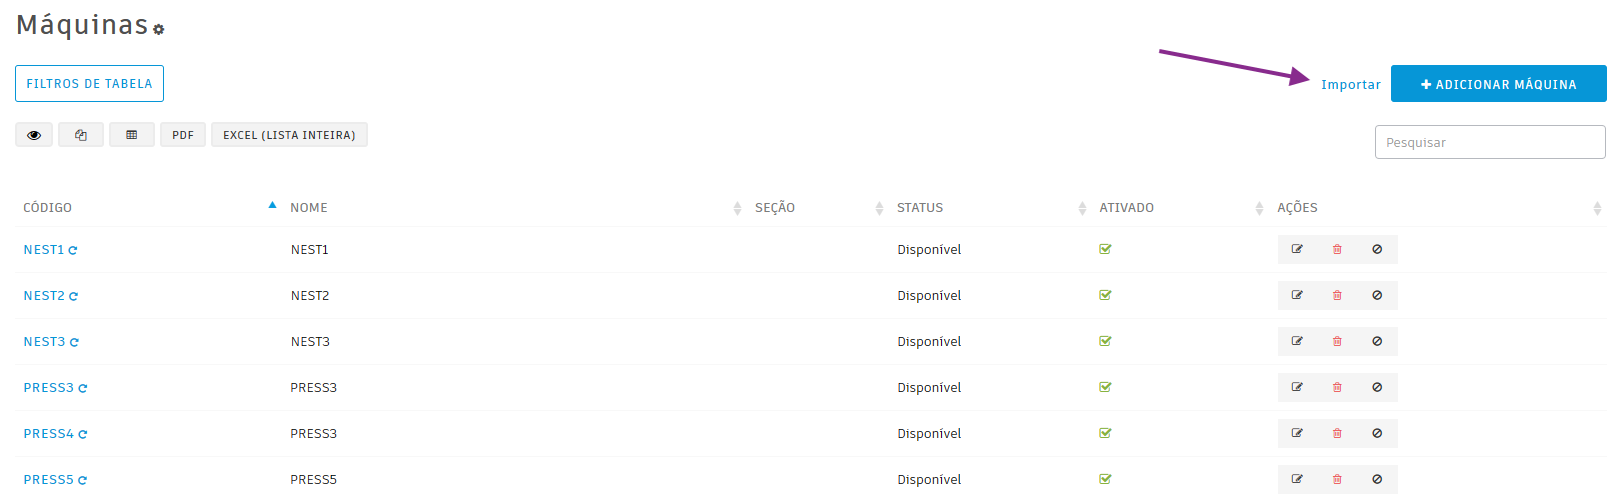 Máquinas
FILTROS DE TABELA
Importar
ADICIONAR MÁQUINA
PDF
EXCEL (LISTA INTEIRA)
Pesquisar
CÓDIGO NOME SEÇÃO STATUS ATIVADO AÇÕES
NEST1 NEST1 Disponível
NEST2 NEST2 Disponível
NEST3 NEST3 Disponível
PRESS3 PRESS3 Disponível
PRESS4 PRESS3 Disponível
PRESS5 PRESS5 Disponível